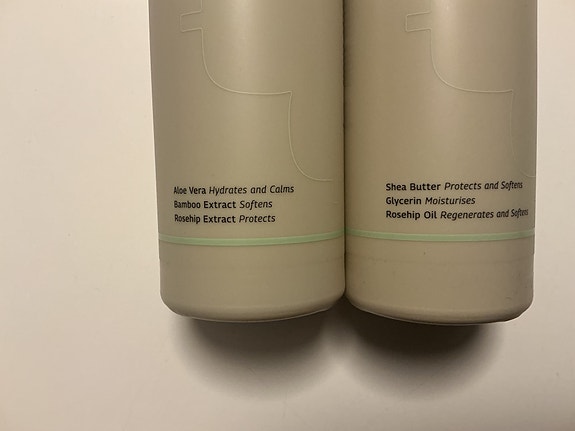 Aloe Vera Hydrates and Calms
Bamboo Extract Softens
Rosehip Extract Protects
Shea Butter Protects and Softens
Glycerin Moisturises
Rosehip Oil Regenerates and Softens